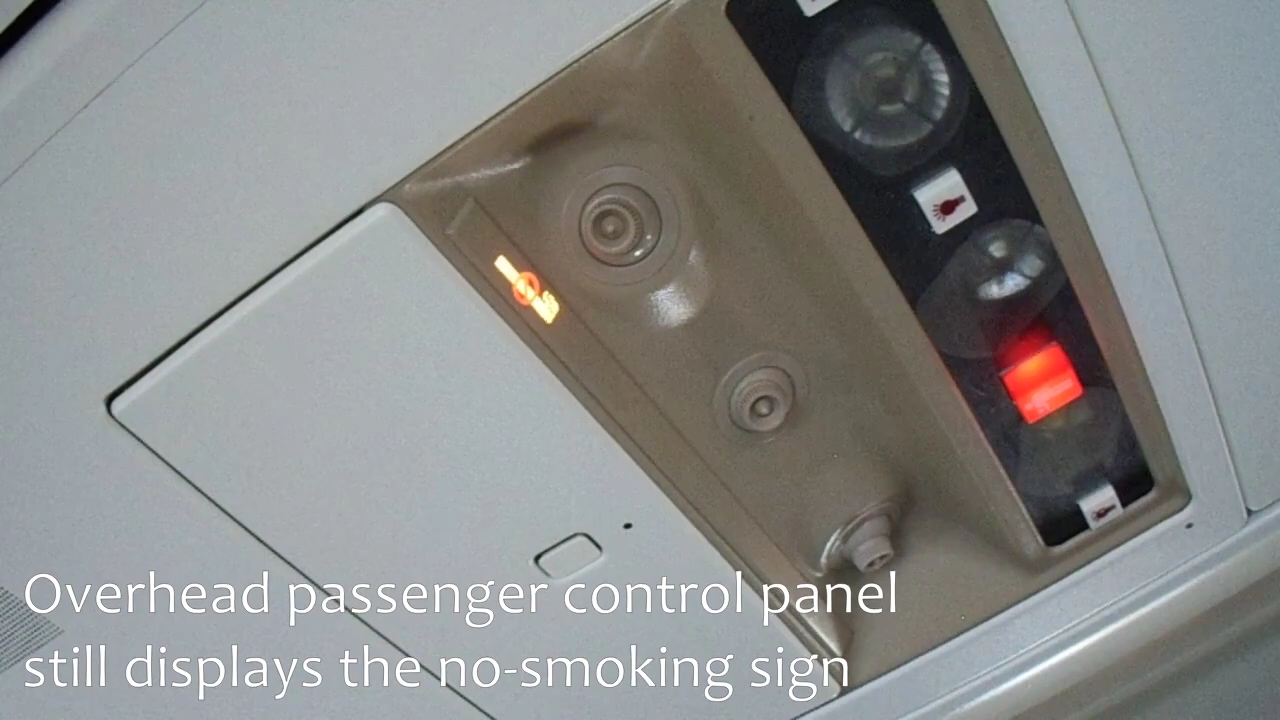 Overhead passenger control panel
still displays the no-smoking sign